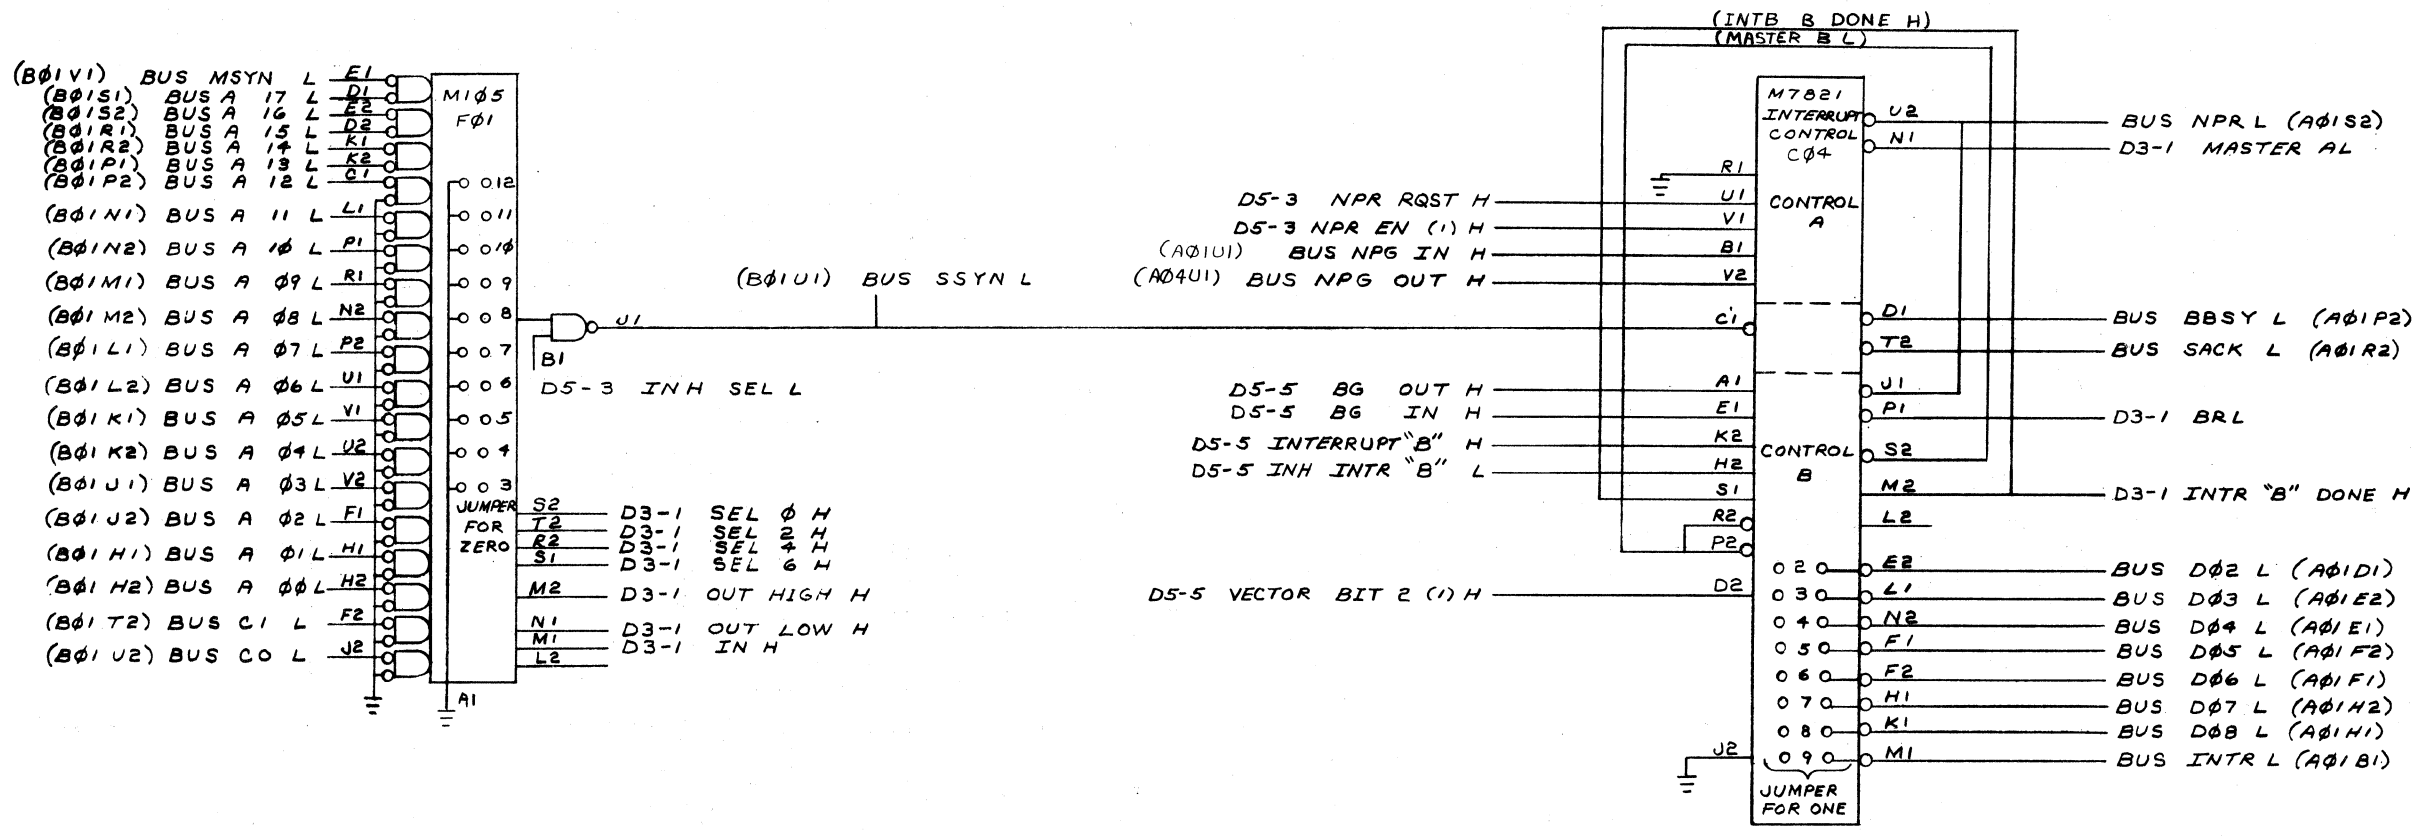 (INTB B DONE H)
(MASTER B L)
(BØ1V1) BUS MSYN L E1
(BØ1S1) BUS A 17 L D1
(BØ1S2) BUS A 16 L E2
(BØ1R1) BUS A 15 L D2
(BØ1R2) BUS A 14 L K1
(BØ1P1) BUS A 13 L K2
(BØ1P2) BUS A 12 L C1
(BØ1N1) BUS A 11 L L1
(BØ1N2) BUS A 1Ø L P1
(BØ1M1) BUS A Ø9 L R1
(BØ1M2) BUS A Ø8 L N2
(BØ1L1) BUS A Ø7 L P2
(BØ1L2) BUS A Ø6 L U1
(BØ1K1) BUS A Ø5 L V1
(BØ1K2) BUS A Ø4 L U2
(BØ1J1) BUS A Ø3 L V2
(BØ1J2) BUS A Ø2 L F1
(BØ1H1) BUS A Ø1 L H1
(BØ1H2) BUS A ØØ L H2
(BØ1T2) BUS C1 L F2
(BØ1U2) BUS CO L J2
M1Ø5
FØ1
12
11
1Ø
9
8
7
6
5
4
3
JUMPER
FOR
ZERO
A1
J1
B1
D5-3 INH SEL L
S2 D3-1 SEL Ø H
T2 D3-1 SEL 2 H
R2 D3-1 SEL 4 H
S1 D3-1 SEL 6 H
M2 D3-1 OUT HIGH H
N1 D3-1 OUT LOW H
M1 D3-1 IN H
L2
(BØ1U1) BUS SSYN L
R1
D5-3 NPR RQST H U1
D5-3 NPR EN (1) H V1
(AØ1U1) BUS NPG IN H B1
(AØ4U1) BUS NPG OUT H V2
C1
D5-5 BG OUT H A1
D5-5 BG IN H E1
D5-5 INTERRUPT "B" H K2
D5-5 INH INTR "B" L H2
S1
R2
P2
D5-5 VECTOR BIT 2 (1) H D2
J2
M7821
INTERRUPT
CONTROL
CØ4
CONTROL
A
CONTROL
B
2
3
4
5
6
7
8
9
JUMPER
FOR ONE
U2 BUS NPR L (AØ1S2)
N1 D3-1 MASTER AL
D1 BUS BBSY L (AØ1P2)
T2 BUS SACK L (AØ1R2)
J1
P1 D3-1 BRL
S2
M2 D3-1 INTR "B" DONE H
L2
E2 BUS DØ2 L (AØ1D1)
L1 BUS DØ3 L (AØ1E2)
N2 BUS DØ4 L (AØ1E1)
F1 BUS DØ5 L (AØ1F2)
F2 BUS DØ6 L (AØ1F1)
H1 BUS DØ7 L (AØ1H2)
K1 BUS DØ8 L (AØ1H1)
M1 BUS INTR L (AØ1B1)